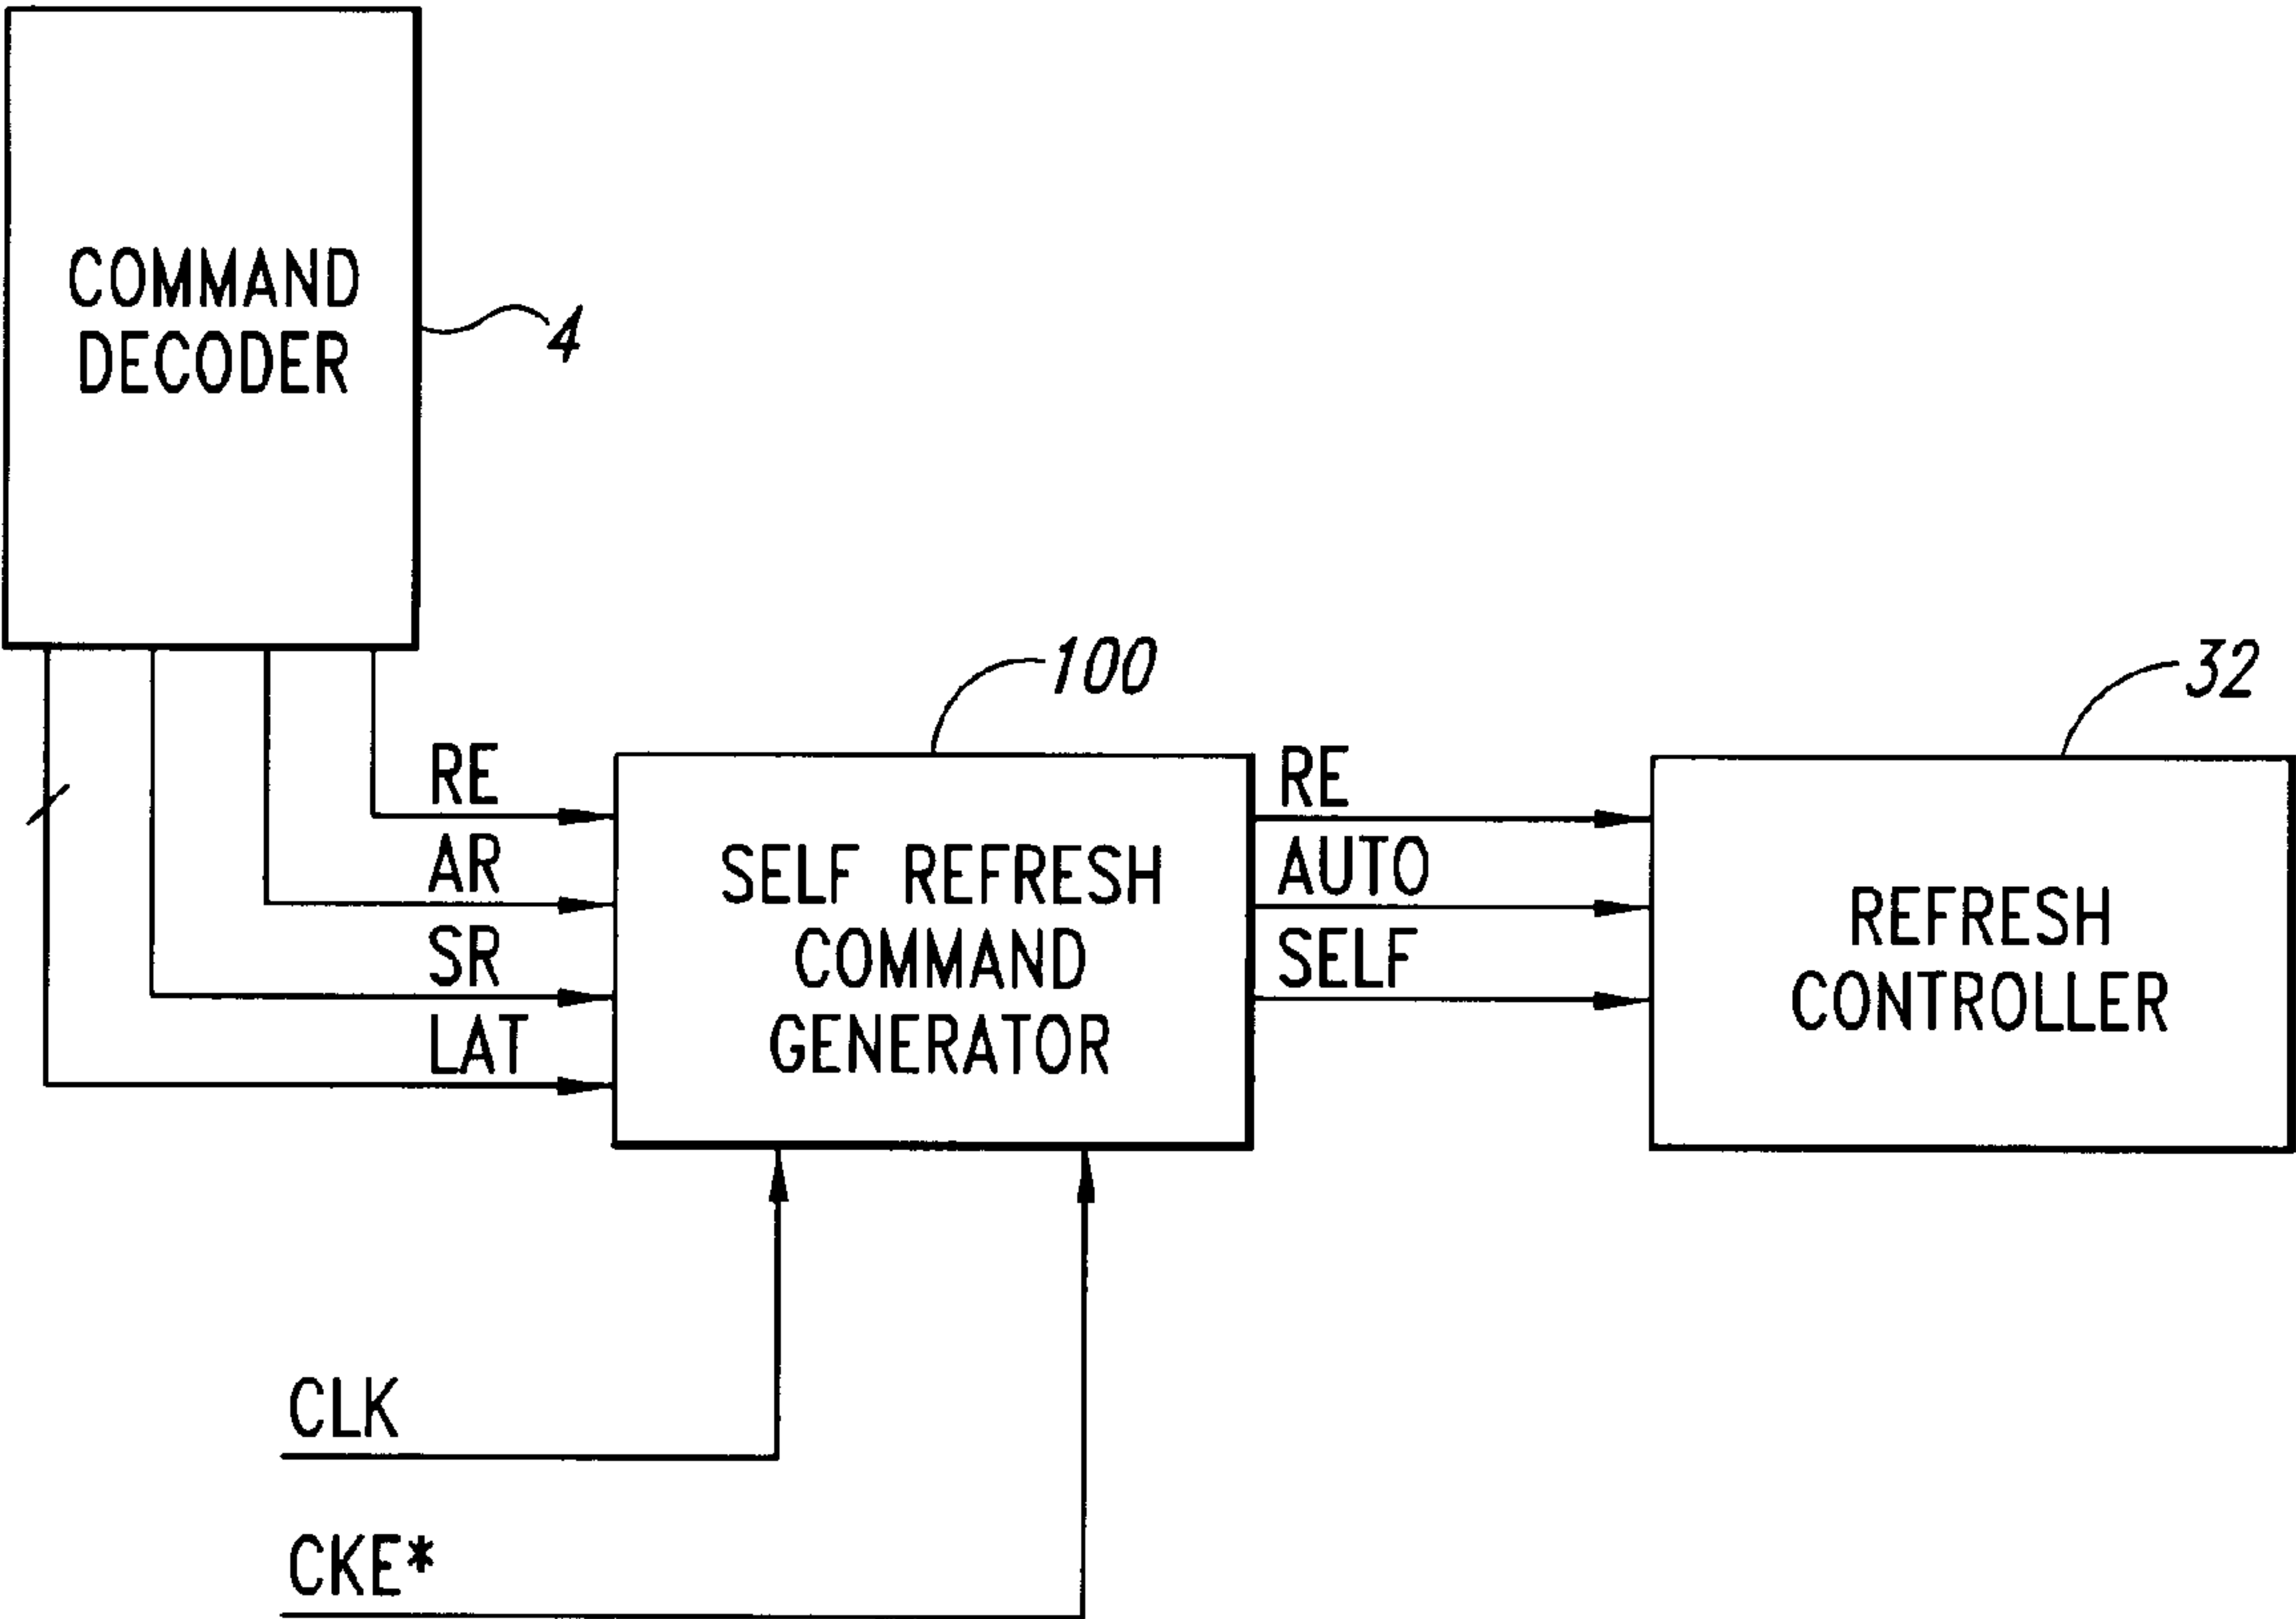 COMMAND
DECODER
4
100
32
RE
AR
SR
LAT
SELF REFRESH
COMMAND
GENERATOR
RE
AUTO
SELF
REFRESH
CONTROLLER
CLK
CKE*